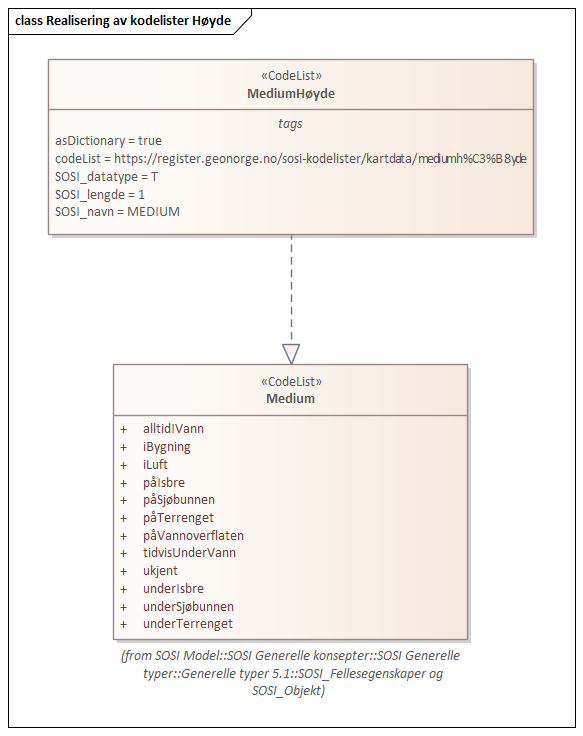 class Realisering av kodelister Høyde
«CodeList»
MediumHøyde
tags
asDictionary = true
codeList = https://register.geonorge.no/sosi-kodelister/kartdata/mediumh%C3%B8yde
SOSI_datatype = T
SOSI_lengde = 1
SOSI_navn = MEDIUM
«CodeList»
Medium
+ alltidIVann
+ iBygning
+ iLuft
+ påIsbre
+ påSjøbunnen
+ påTerrenget
+ påVannoverflaten
+ tidvisUnderVann
+ ukjent
+ underIsbre
+ underSjøbunnen
+ underTerrenget
(from SOSI Model::SOSI Generelle konsepter::SOSI Generelle
typer::Generelle typer 5.1::SOSI_Fellesegenskaper og
SOSI_Objekt)